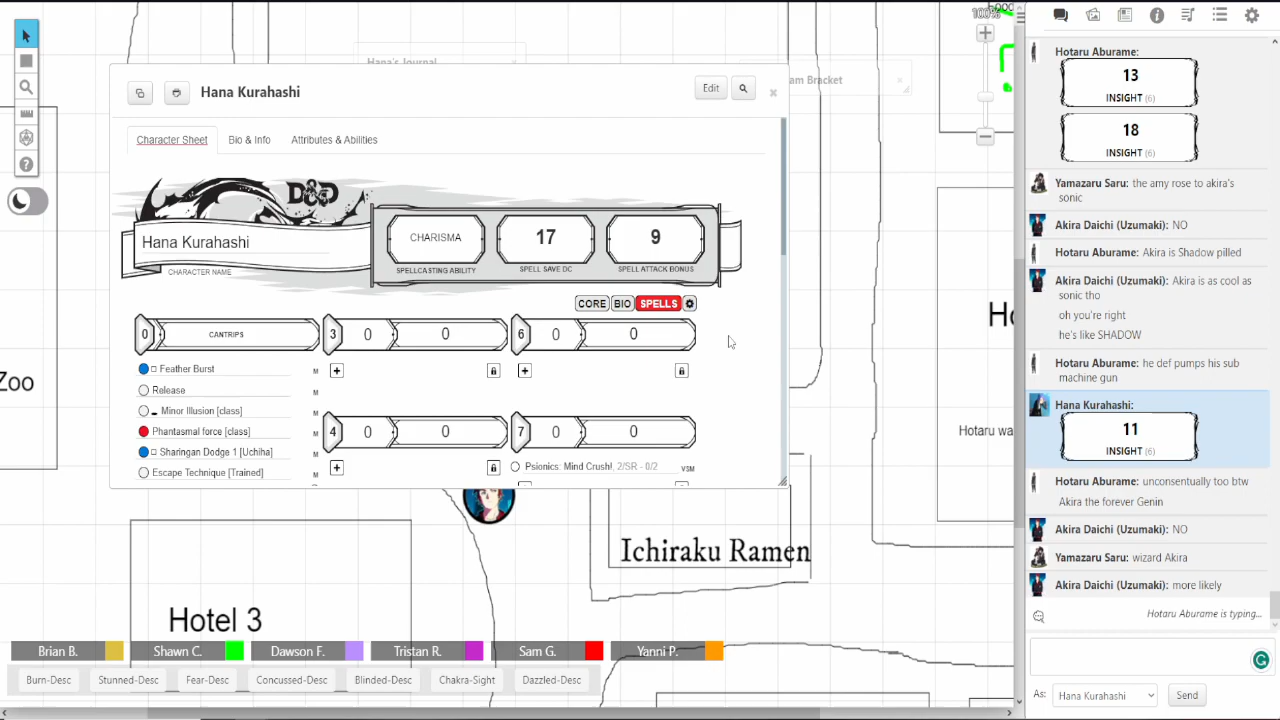 100%
Hana's Journal
am Bracket
Hana Kurahashi
Edit
Character Sheet
Bio & Info
Attributes & Abilities
D&D
Hana Kurahashi
CHARACTER NAME
CHARISMA
17
9
SPELLCASTING ABILITY
SPELL SAVE DC
SPELL ATTACK BONUS
CORE
BIO
SPELLS
0
CANTRIPS
3
0
0
6
0
0
Feather Burst
M
Release
M
Minor Illusion [class]
M
Phantasmal force [class]
M
4
0
0
7
0
0
Sharingan Dodge 1 [Uchiha]
M
Escape Technique [Trained]
M
Psionics: Mind Crush!, 2/SR - 0/2
VSM
Zoo
Ho
Hotaru wa
Ichiraku Ramen
Hotel 3
Brian B.
Shawn C.
Dawson F.
Tristan R.
Sam G.
Yanni P.
Burn-Desc
Stunned-Desc
Fear-Desc
Blinded-Desc
Chakra-Sight
Dazzled-Desc
Hotaru Aburame:
13
INSIGHT (6)
18
INSIGHT (6)
Yamazaru Saru: the amy rose to akira's
sonic
Akira Daichi (Uzumaki): NO
Hotaru Aburame: Akira is Shadow pilled
Akira Daichi (Uzumaki): Akira is as cool as
sonic tho
oh you're right
he's like SHADOW
Hotaru Aburame: he def pumps his sub
machine gun
Hana Kurahashi:
11
INSIGHT (6)
Hotaru Aburame: unconsentually too btw
Akira the forever Genin
Akira Daichi (Uzumaki): NO
Yamazaru Saru: wizard Akira
Akira Daichi (Uzumaki): more likely
Hotaru Aburame is typing...
As:
Hana Kurahashi
Send